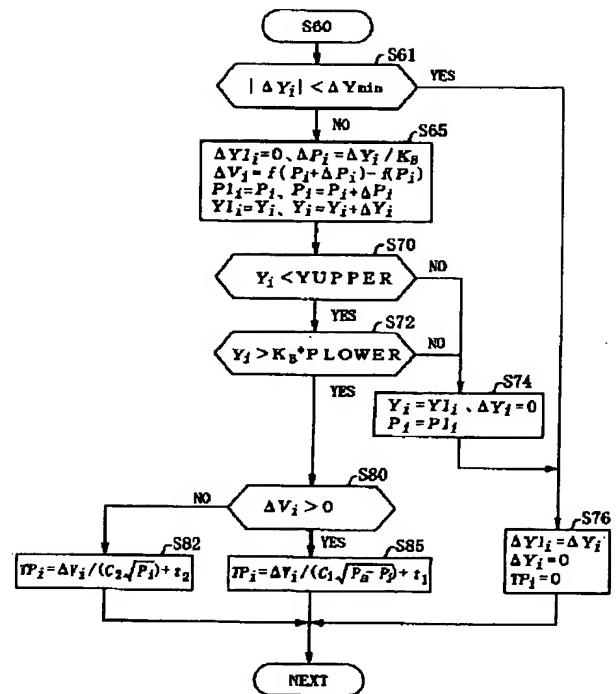 S60
S61
|ΔYi|<ΔYmin
YES
NO
S65
ΔY1i=0、ΔPi=ΔYi/KB
ΔVi=f(Pi+ΔPi)-f(Pi)
P1i=Pi、Pi=Pi+ΔPi
Y1i=Yi、Yi=Yi+ΔYi
S70
Yi<YUPPER
NO
YES
S72
Yi>KB*PLOWER
NO
YES
S74
Yi=Y1i、ΔYi=0
Pi=P1i
S80
ΔVi>0
NO
YES
S82
TPi=ΔVi/(C2√Pi)+t2
S85
TPi=ΔVi/(C1√PB-Pi)+t1
S76
ΔY1i=ΔYi
ΔYi=0
TPi=0
NEXT